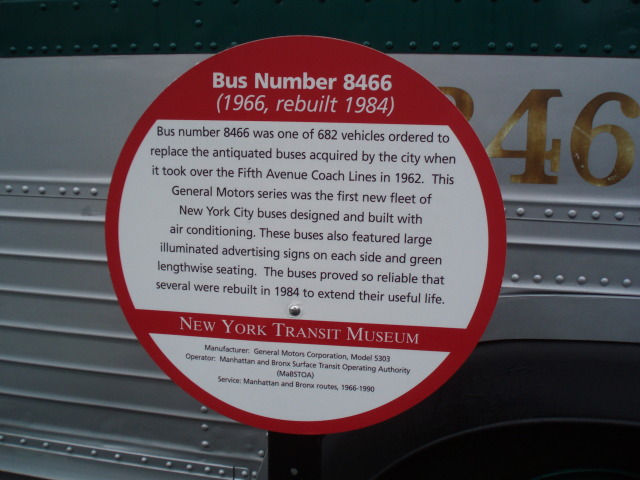 Bus Number 8466
(1966, rebuilt 1984)
Bus number 8466 was one of 682 vehicles ordered to
replace the antiquated buses acquired by the city when
it took over the Fifth Avenue Coach Lines in 1962. This
General Motors series was the first new fleet of
New York City buses designed and built with
air conditioning. These buses also featured large
illuminated advertising signs on each side and green
lengthwise seating. The buses proved so reliable that
several were rebuilt in 1984 to extend their useful life.
NEW YORK TRANSIT MUSEUM
Manufacturer: General Motors Corporation, Model 5303
Operator: Manhattan and Bronx Surface Transit Operating Authority
(MaBSTOA)
Service: Manhattan and Bronx routes, 1966-1990
846